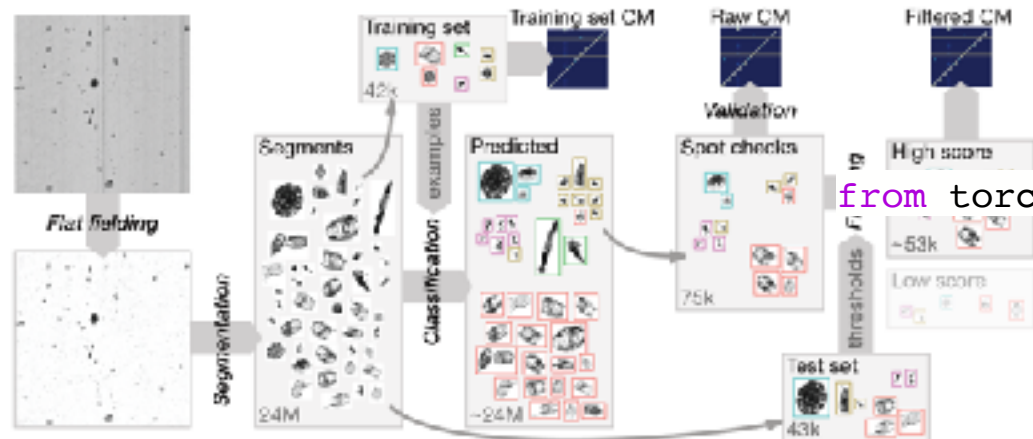 Training set
42k
Training set CM
Raw CM
Filtered CM
Flat fielding
Segmentation
Segments
24M
examples
Classification
Predicted
~24M
Validation
Spot checks
75k
from torc
High score
~53k
Low score
thresholds
Test set
43k